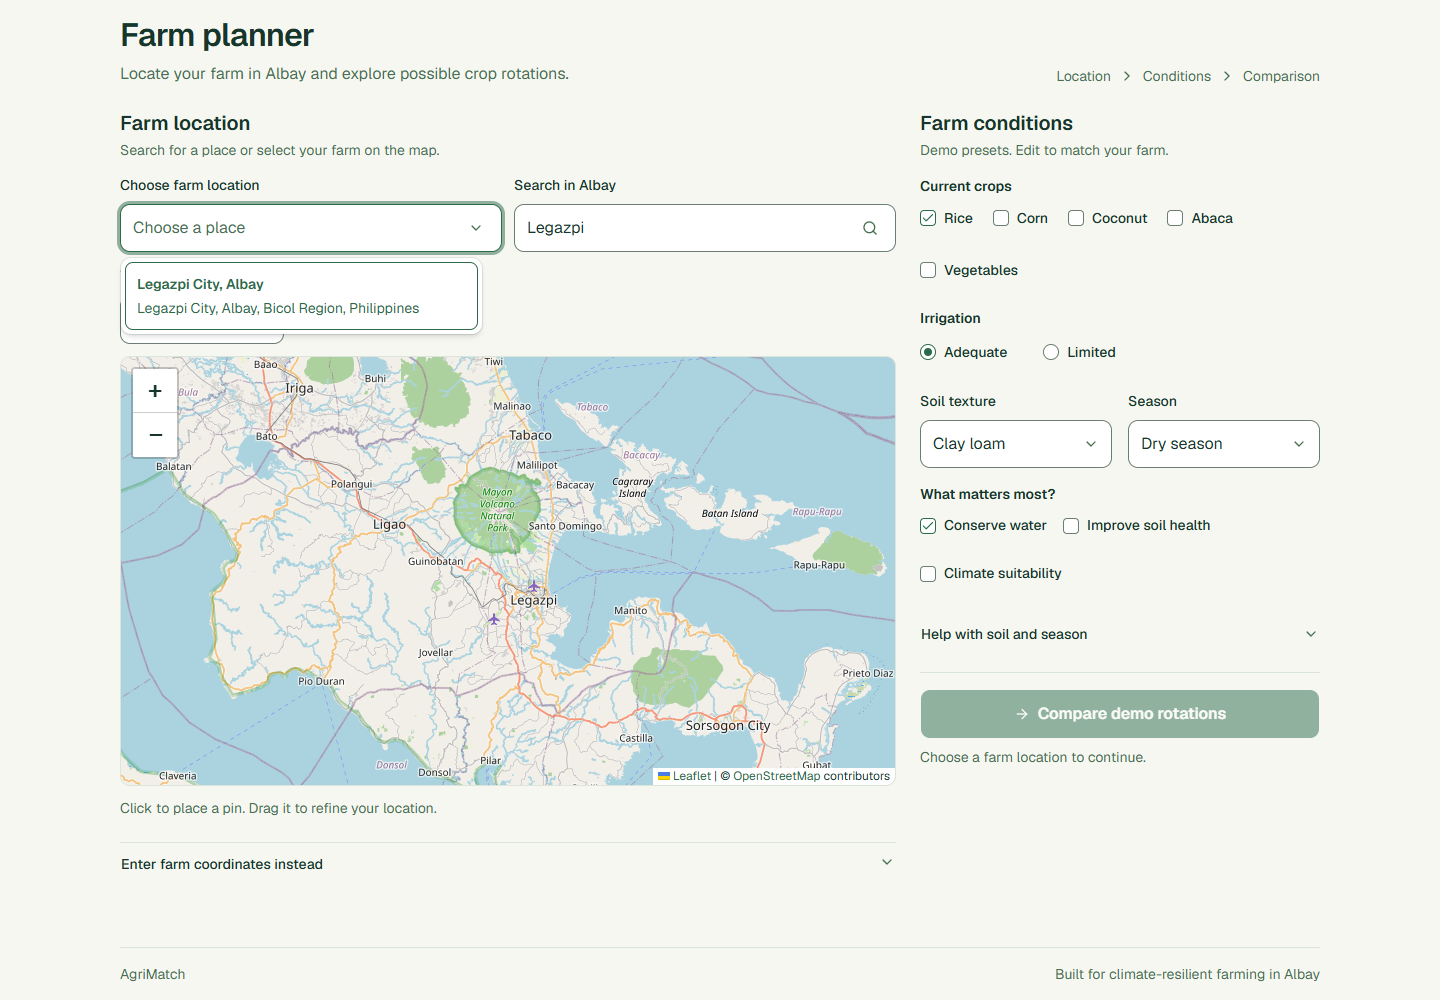 Farm planner
Locate your farm in Albay and explore possible crop rotations.
Location > Conditions > Comparison
Farm location
Search for a place or select your farm on the map.
Choose farm location
Search in Albay
Choose a place
Legazpi
Legazpi City, Albay
Legazpi City, Albay, Bicol Region, Philippines
+
−
Baao
Tiwi
Bula
Iriga
Buhi
Malinao
Tabaco
Bato
Tabaco
Balatan
Malilipot
Bacacay
Polangui
Bacacay
Cagraray
Island
Mayon
Volcano
Natural
Park
Ligao
Santo Domingo
Batan Island
Rapu-Rapu
Guinobatan
Rapu-Rapu
Legazpi
Manito
Jovellar
Pio Duran
Prieto Diaz
Sorsogon City
Castilla
Pilar
Donsol
Donsol
Claveria
Gubat
Leaflet | © OpenStreetMap contributors
Click to place a pin. Drag it to refine your location.
Enter farm coordinates instead
Farm conditions
Demo presets. Edit to match your farm.
Current crops
Rice Corn Coconut Abaca
Vegetables
Irrigation
Adequate Limited
Soil texture
Season
Clay loam
Dry season
What matters most?
Conserve water Improve soil health
Climate suitability
Help with soil and season
→ Compare demo rotations
Choose a farm location to continue.
AgriMatch
Built for climate-resilient farming in Albay